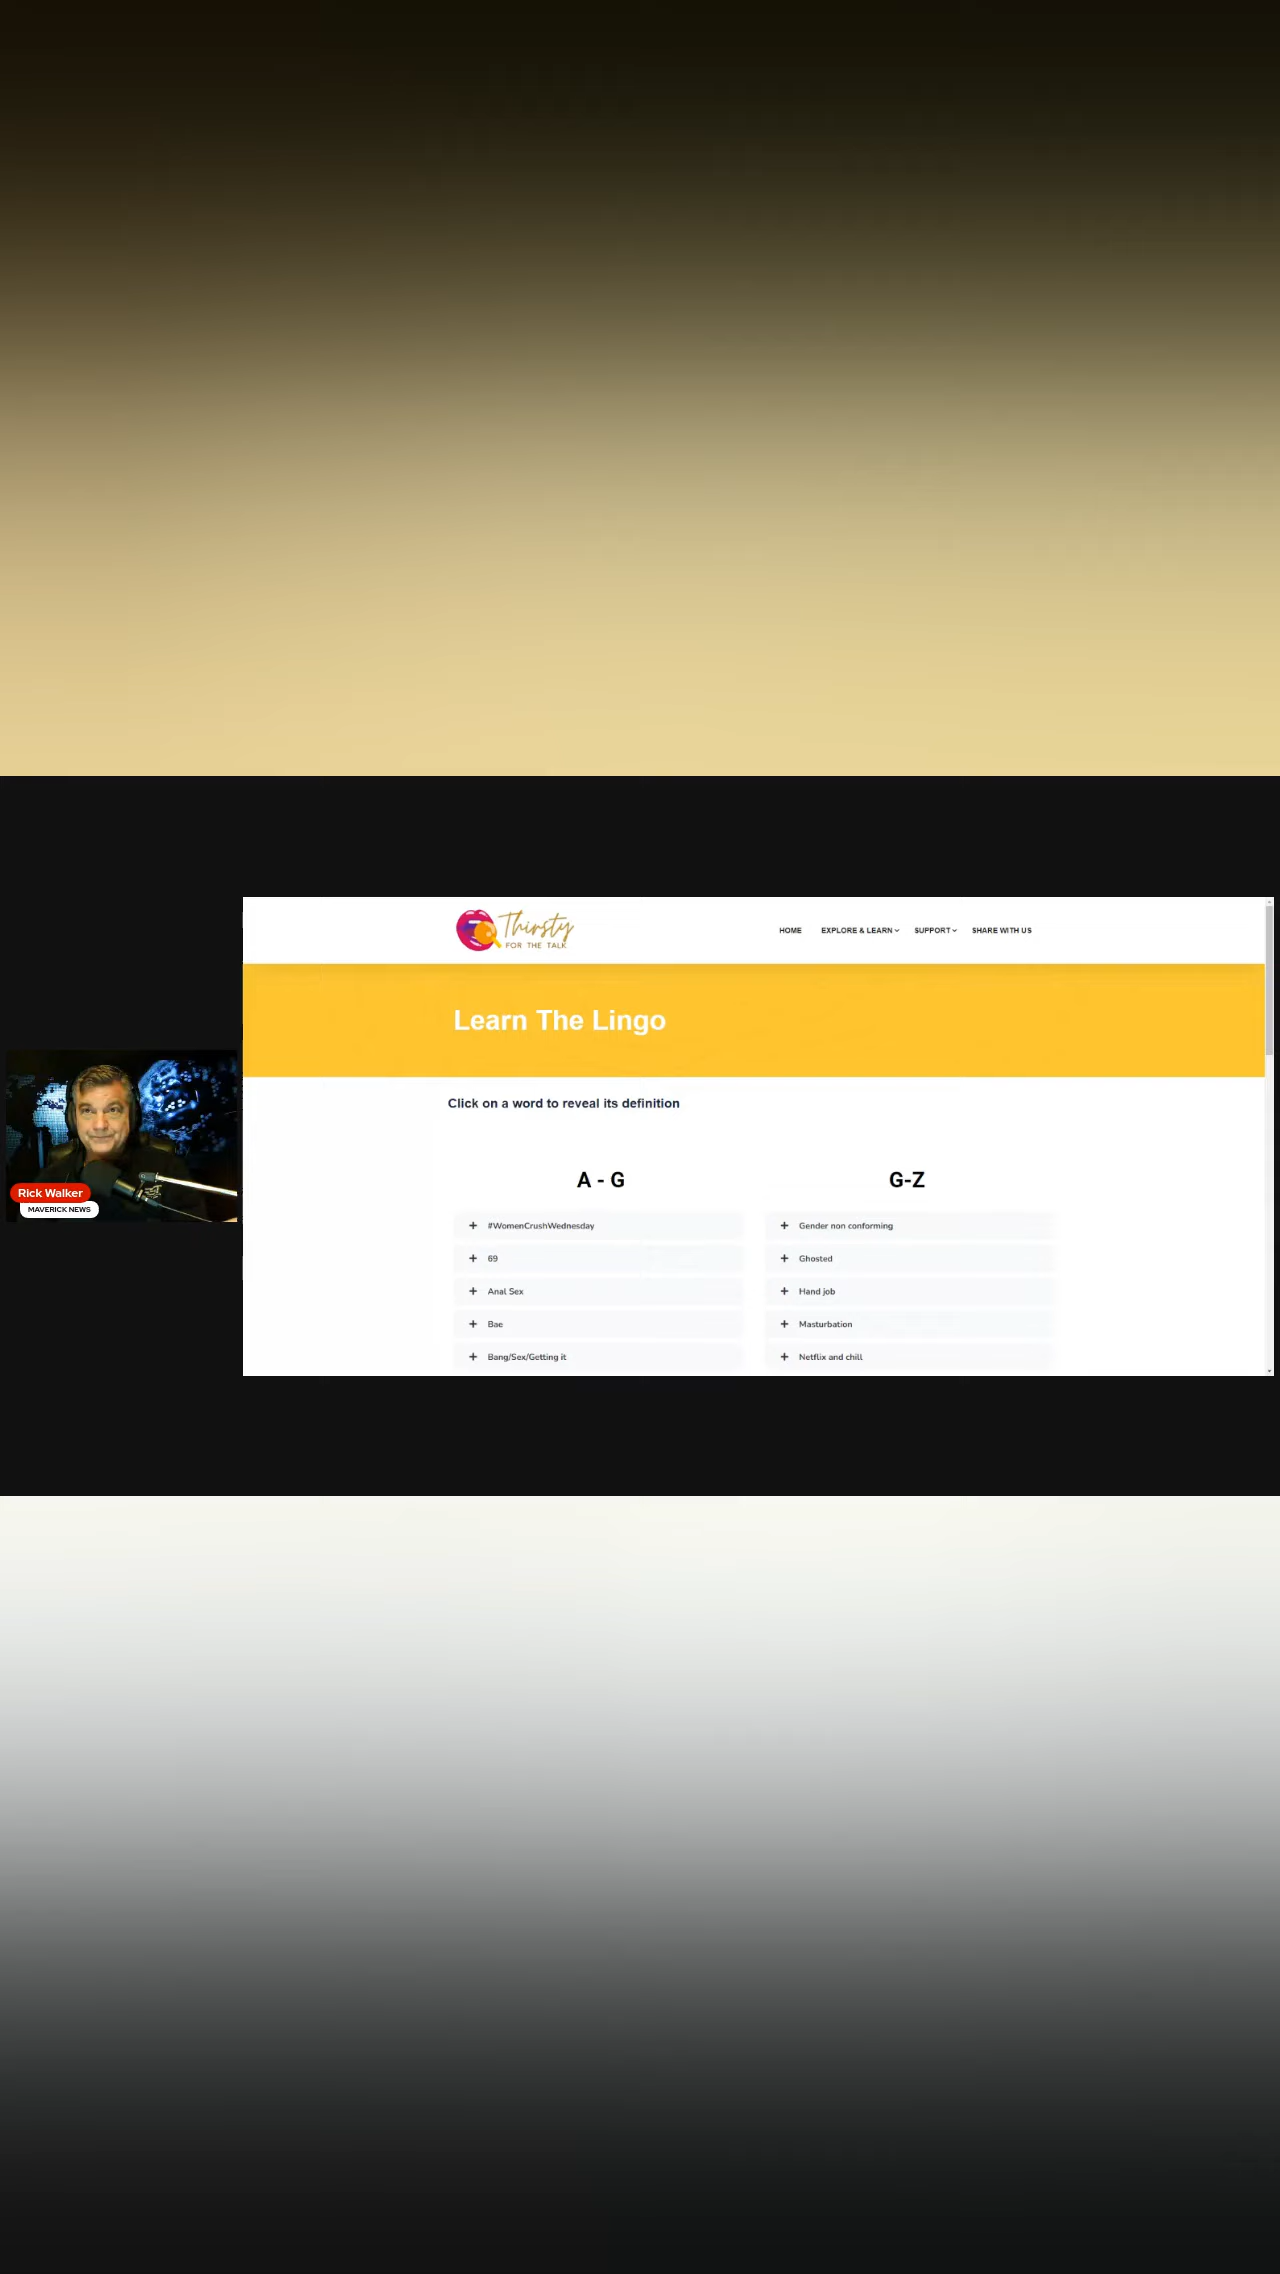 Thirsty
FOR THE TALK
HOME
EXPLORE & LEARN
SUPPORT
SHARE WITH US
Learn The Lingo
Click on a word to reveal its definition
A - G
G-Z
#WomenCrushWednesday
69
Anal Sex
Bae
Bang/Sex/Getting it
Gender non conforming
Ghosted
Hand job
Masturbation
Netflix and chill
Rick Walker
MAVERICK NEWS